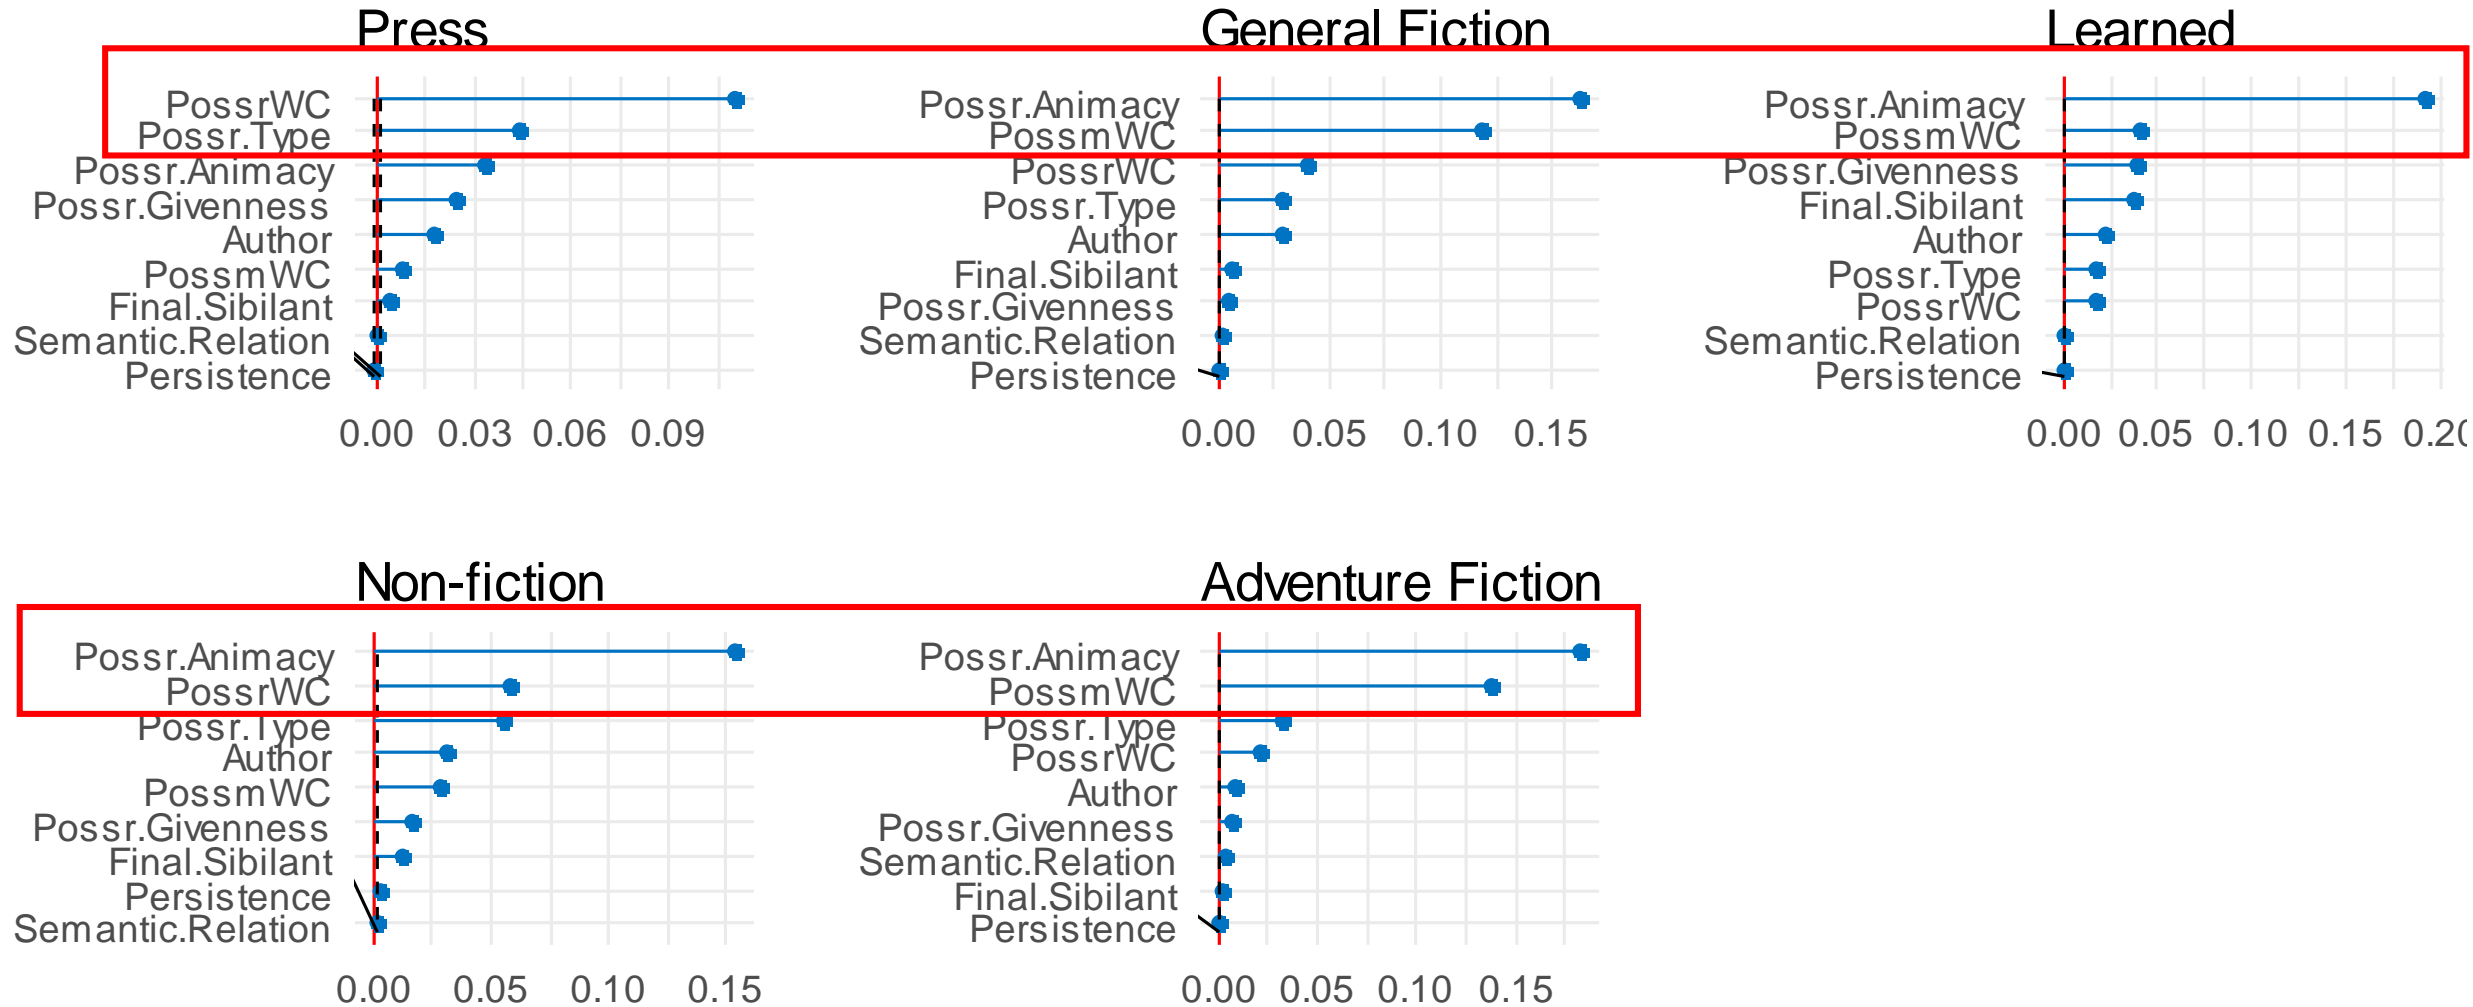 Press
PossrWC
Possr.Type
Possr.Animacy
Possr.Givenness
Author
PossmWC
Final.Sibilant
Semantic.Relation
Persistence
0.00 0.03 0.06 0.09
General Fiction
Possr.Animacy
PossmWC
PossrWC
Possr.Type
Author
Final.Sibilant
Possr.Givenness
Semantic.Relation
Persistence
0.00 0.05 0.10 0.15
Learned
Possr.Animacy
PossmWC
Possr.Givenness
Final.Sibilant
Author
Possr.Type
PossrWC
Semantic.Relation
Persistence
0.00 0.05 0.10 0.15 0.20
Non-fiction
Possr.Animacy
PossrWC
Possr.Type
Author
PossmWC
Possr.Givenness
Final.Sibilant
Persistence
Semantic.Relation
0.00 0.05 0.10 0.15
Adventure Fiction
Possr.Animacy
PossmWC
Possr.Type
PossrWC
Author
Possr.Givenness
Semantic.Relation
Final.Sibilant
Persistence
0.00 0.05 0.10 0.15